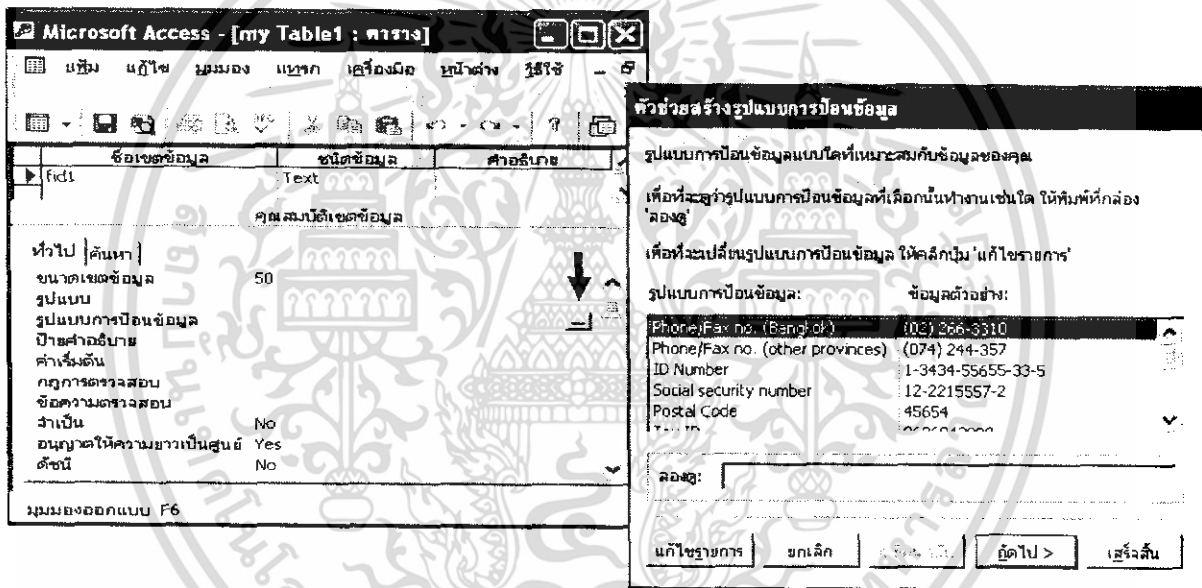 Microsoft Access - [my Table1 : ตาราง]
แฟ้ม แก้ไข มุมมอง แทรก เครื่องมือ หน้าต่าง วิธีใช้
ชื่อเขตข้อมูล ชนิดข้อมูล คำอธิบาย
fid1 Text
คุณสมบัติเขตข้อมูล
ทั่วไป ค้นหา
ขนาดเขตข้อมูล 50
รูปแบบ
รูปแบบการป้อนข้อมูล
ป้ายคำอธิบาย
ค่าเริ่มต้น
กฎการตรวจสอบ
ข้อความตรวจสอบ
จำเป็น No
อนุญาตให้ความยาวเป็นศูนย์ Yes
ดัชนี No
มุมมองออกแบบ F6
ตัวช่วยสร้างรูปแบบการป้อนข้อมูล
รูปแบบการป้อนข้อมูลแบบใดที่เหมาะสมกับข้อมูลของคุณ
เพื่อที่จะดูว่ารูปแบบการป้อนข้อมูลที่เลือกนั้นทำงานเช่นใด ให้พิมพ์ที่กล่อง
'ลองดู'
เพื่อที่จะเปลี่ยนรูปแบบการป้อนข้อมูล ให้คลิกปุ่ม 'แก้ไขรายการ'
รูปแบบการป้อนข้อมูล: ข้อมูลตัวอย่าง:
Phone/Fax no. (Bangkok) (02) 366-3310
Phone/Fax no. (other provinces) (074) 244-357
ID Number 1-3434-55655-33-5
Social security number 12-2215557-2
Postal Code 45654
ลองดู:
แก้ไขรายการ ยกเลิก ถัดไป > เสร็จสิ้น